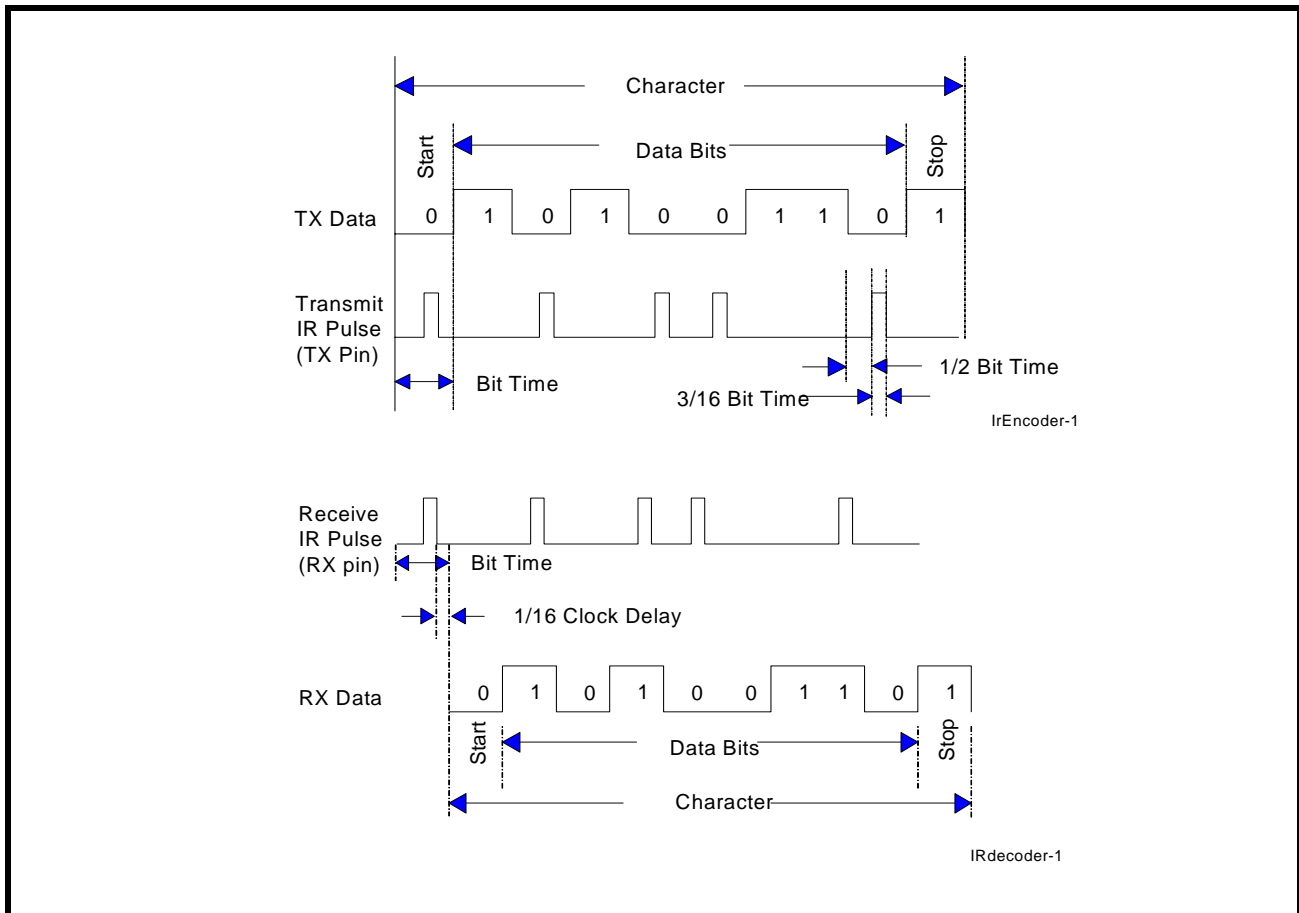 Character
Start
Data Bits
Stop
TX Data
0 1 0 1 0 0 1 1 0 1
Transmit
IR Pulse
(TX Pin)
Bit Time
1/2 Bit Time
3/16 Bit Time
IrEncoder-1
Receive
IR Pulse
(RX pin)
Bit Time
1/16 Clock Delay
RX Data
0 1 0 1 0 0 1 1 0 1
Start
Data Bits
Stop
Character
IRdecoder-1